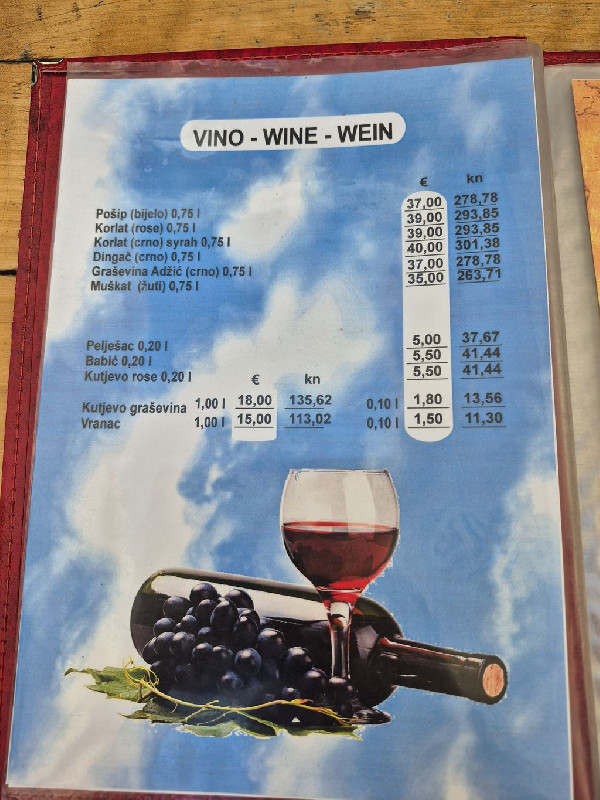 VINO - WINE - WEIN
€ kn
Pošip (bijelo) 0,75 l 37,00 278,78
Korlat (rose) 0,75 l 39,00 293,85
Korlat (crno) syrah 0,75 l 39,00 293,85
Dingač (crno) 0,75 l 40,00 301,38
Graševina Adžić (crno) 0,75 l 37,00 278,78
Muškat (žuti) 0,75 l 35,00 263,71
Pelješac 0,20 l 5,00 37,67
Babić 0,20 l 5,50 41,44
Kutjevo rose 0,20 l 5,50 41,44
€ kn
Kutjevo graševina 1,00 l 18,00 135,62 0,10 l 1,80 13,56
Vranac 1,00 l 15,00 113,02 0,10 l 1,50 11,30